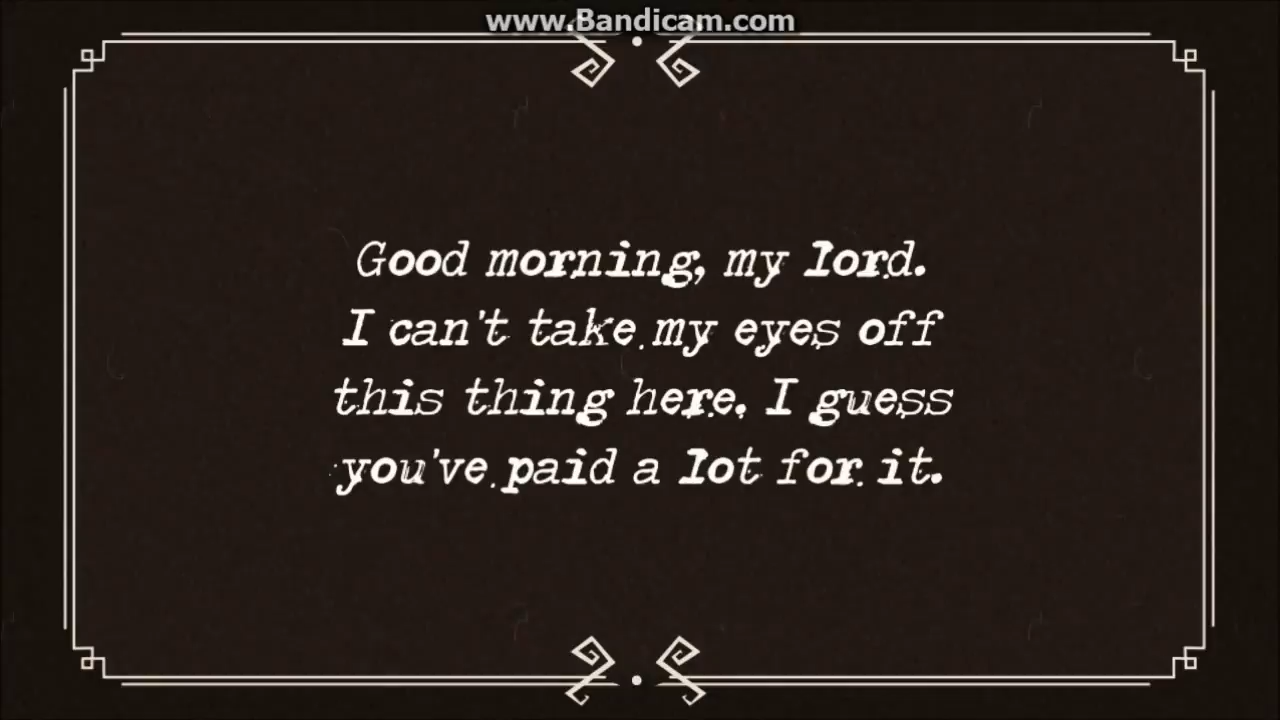 www.Bandicam.com
Good morning, my lord.
I can't take my eyes off
this thing here. I guess
you've paid a lot for it.